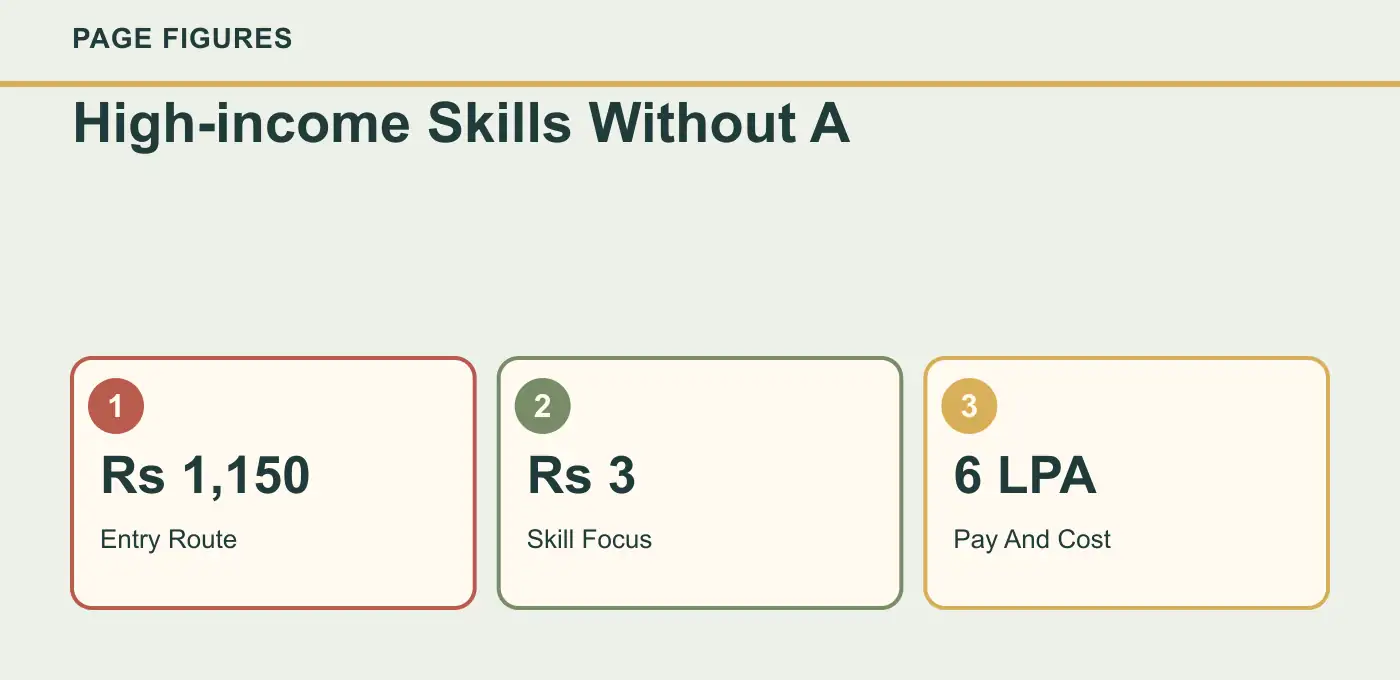 PAGE FIGURES
High-income Skills Without A
1
Rs 1,150
Entry Route
2
Rs 3
Skill Focus
3
6 LPA
Pay And Cost